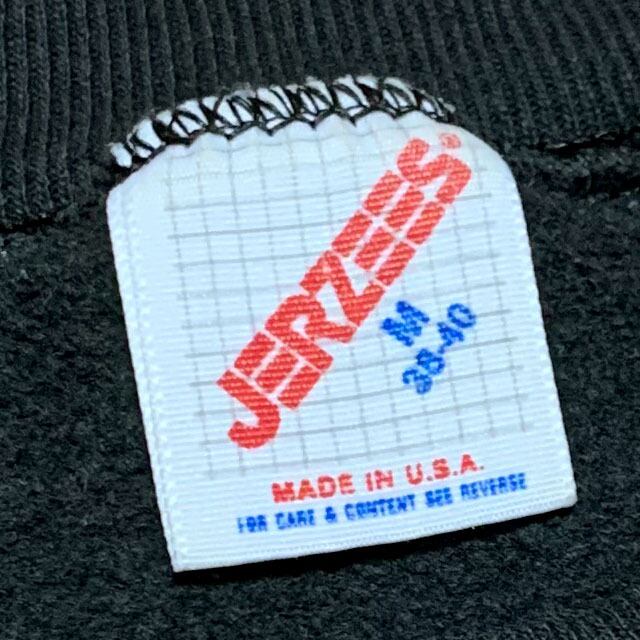 JERZEES
M
38-40
MADE IN U.S.A.
FOR CARE & CONTENT SEE REVERSE